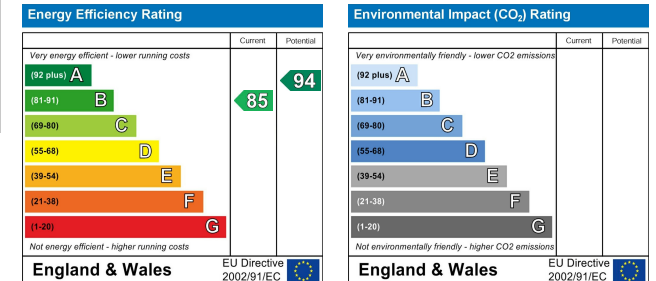 Energy Efficiency Rating
Current Potential
Very energy efficient - lower running costs
(92 plus) A
94
(81-91) B
85
(69-80) C
(55-68) D
(39-54) E
(21-38) F
(1-20) G
Not energy efficient - higher running costs
England & Wales
EU Directive
2002/91/EC
Environmental Impact (CO₂) Rating
Current Potential
Very environmentally friendly - lower CO2 emissions
(92 plus) A
(81-91) B
(69-80) C
(55-68) D
(39-54) E
(21-38) F
(1-20) G
Not environmentally friendly - higher CO2 emissions
England & Wales
EU Directive
2002/91/EC